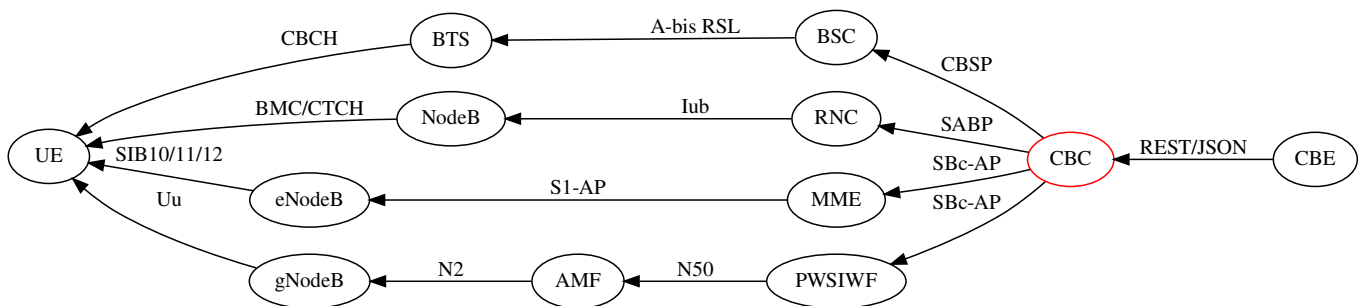 CBCH
BTS
A-bis RSL
BSC
CBSP
BMC/CTCH
NodeB
Iub
RNC
SABP
UE
SIB10/11/12
Uu
eNodeB
S1-AP
MME
SBc-AP
SBc-AP
CBC
REST/JSON
CBE
gNodeB
N2
AMF
N50
PWSIWF